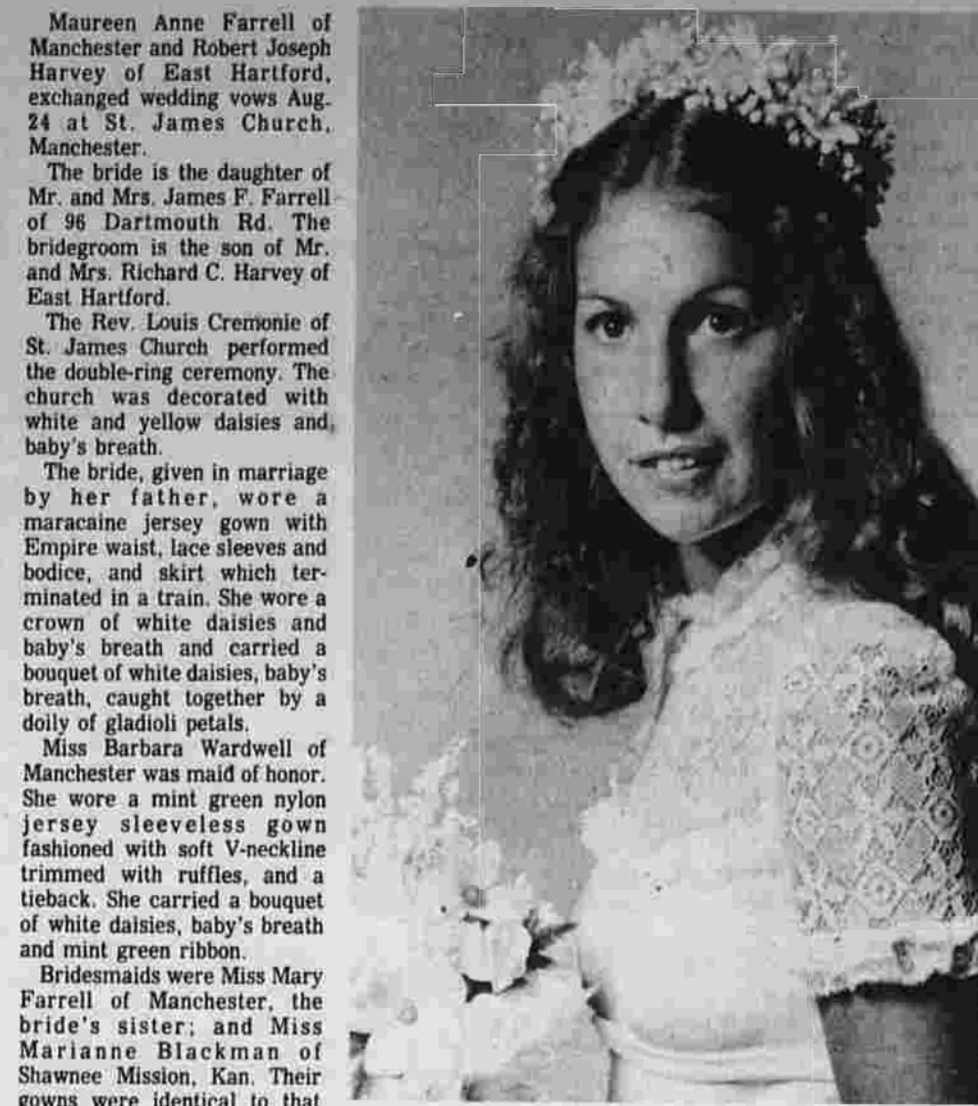 Maureen Anne Farrell of
Manchester and Robert Joseph
Harvey of East Hartford,
exchanged wedding vows Aug.
24 at St. James Church,
Manchester.
The bride is the daughter of
Mr. and Mrs. James F. Farrell
of 96 Dartmouth Rd. The
bridegroom is the son of Mr.
and Mrs. Richard C. Harvey of
East Hartford.
The Rev. Louis Cremonie of
St. James Church performed
the double-ring ceremony. The
church was decorated with
white and yellow daisies and
baby's breath.
The bride, given in marriage
by her father, wore a
maracaine jersey gown with
Empire waist, lace sleeves and
bodice, and skirt which ter-
minated in a train. She wore a
crown of white daisies and
baby's breath and carried a
bouquet of white daisies, baby's
breath, caught together by a
doily of gladioli petals.
Miss Barbara Wardwell of
Manchester was maid of honor.
She wore a mint green nylon
jersey sleeveless gown
fashioned with soft V-neckline
trimmed with ruffles, and a
tieback. She carried a bouquet
of white daisies, baby's breath
and mint green ribbon.
Bridesmaids were Miss Mary
Farrell of Manchester, the
bride's sister; and Miss
Marianne Blackman of
Shawnee Mission, Kan. Their
gowns were identical to that